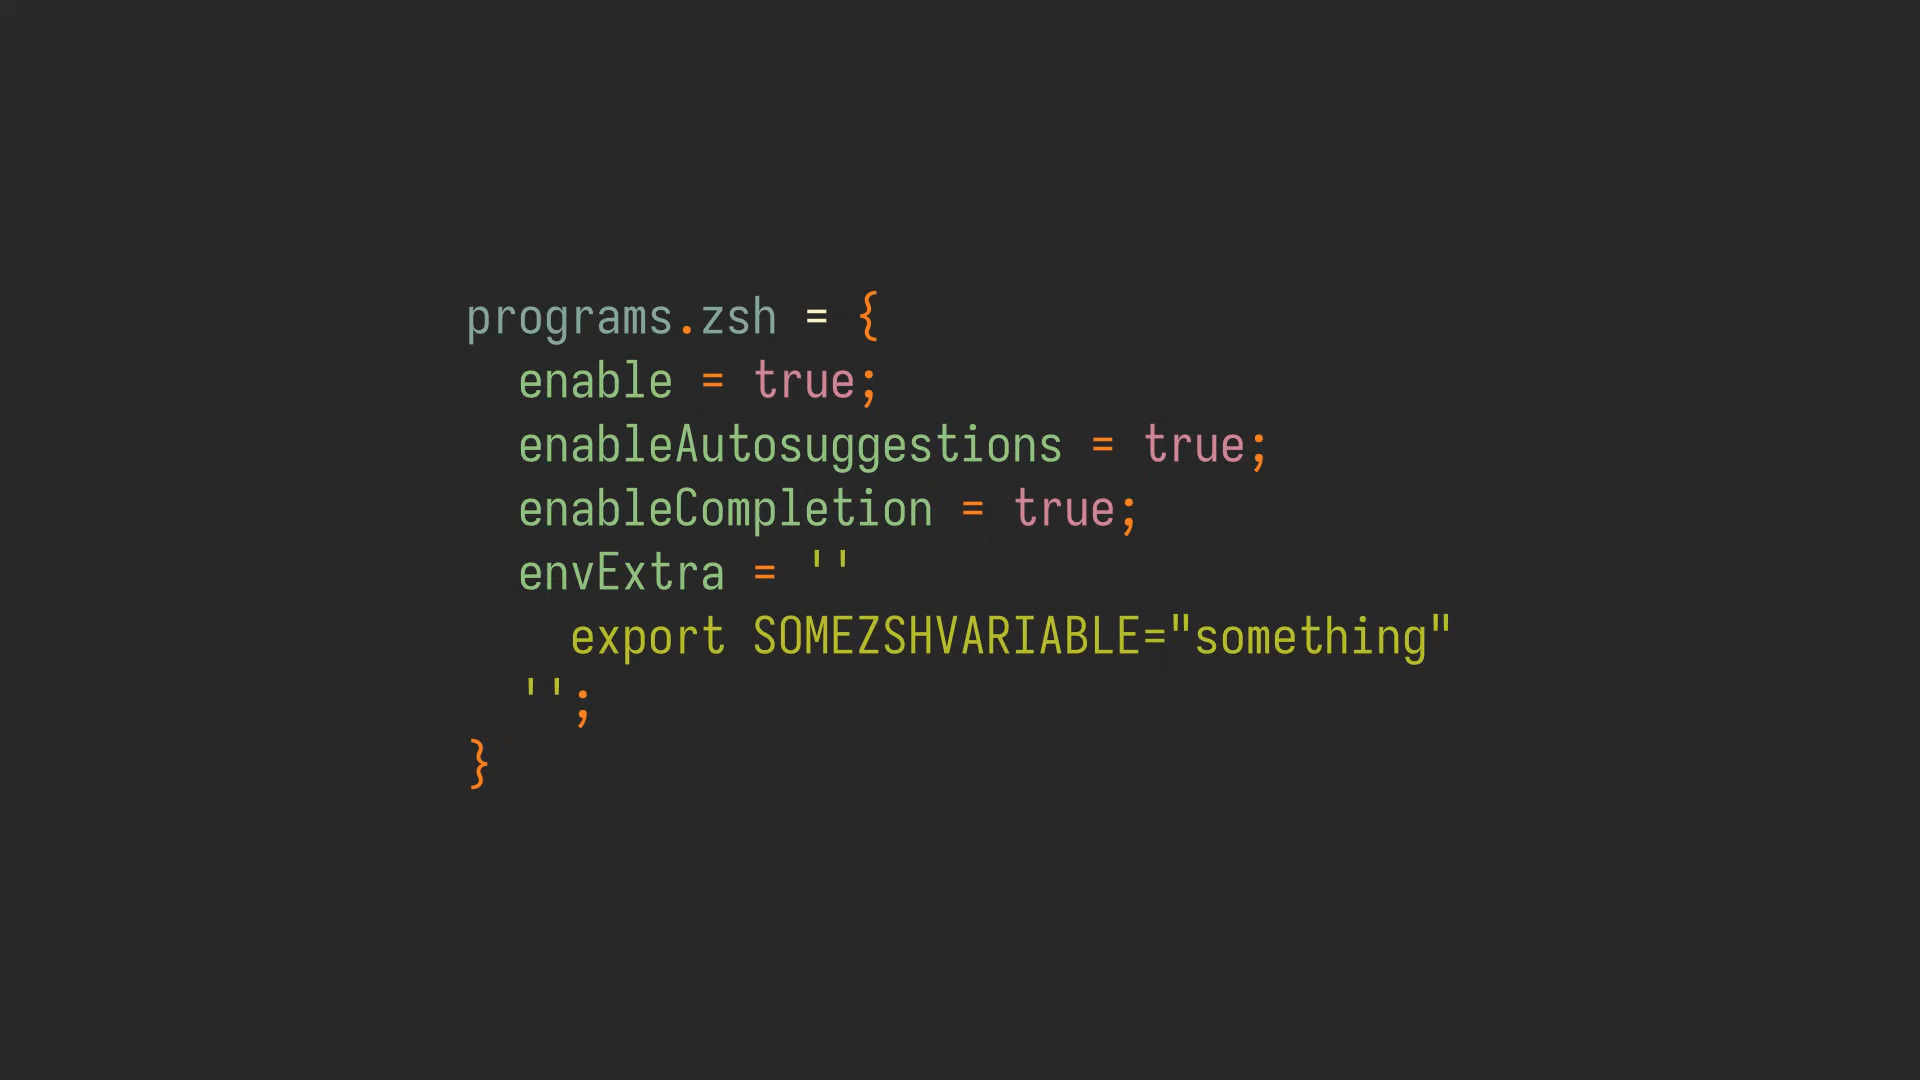 programs.zsh = {
  enable = true;
  enableAutosuggestions = true;
  enableCompletion = true;
  envExtra = ''
    export SOMEZSHVARIABLE="something"
  '';
}